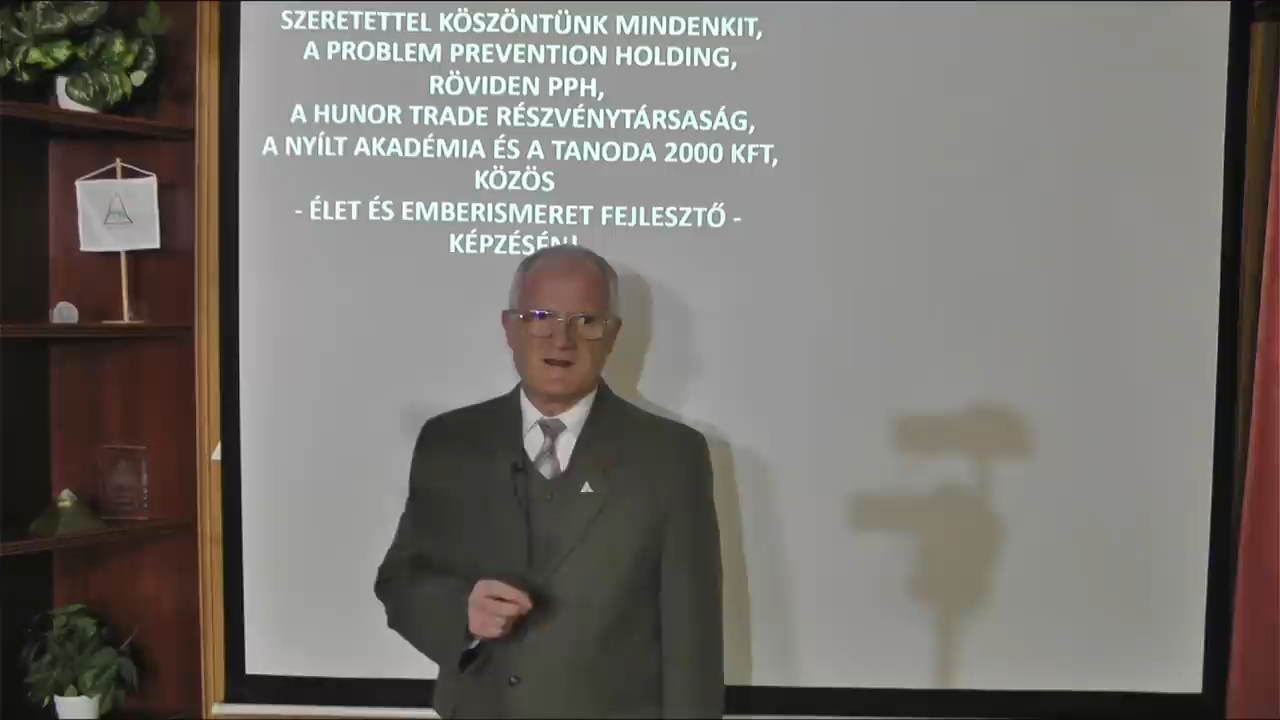 SZERETETTEL KÖSZÖNTÜNK MINDENKIT,
A PROBLEM PREVENTION HOLDING,
RÖVIDEN PPH,
A HUNOR TRADE RÉSZVÉNYTÁRSASÁG,
A NYÍLT AKADÉMIA ÉS A TANODA 2000 KFT,
KÖZÖS
- ÉLET ÉS EMBERISMERET FEJLESZTŐ -
KÉPZÉSÉN!